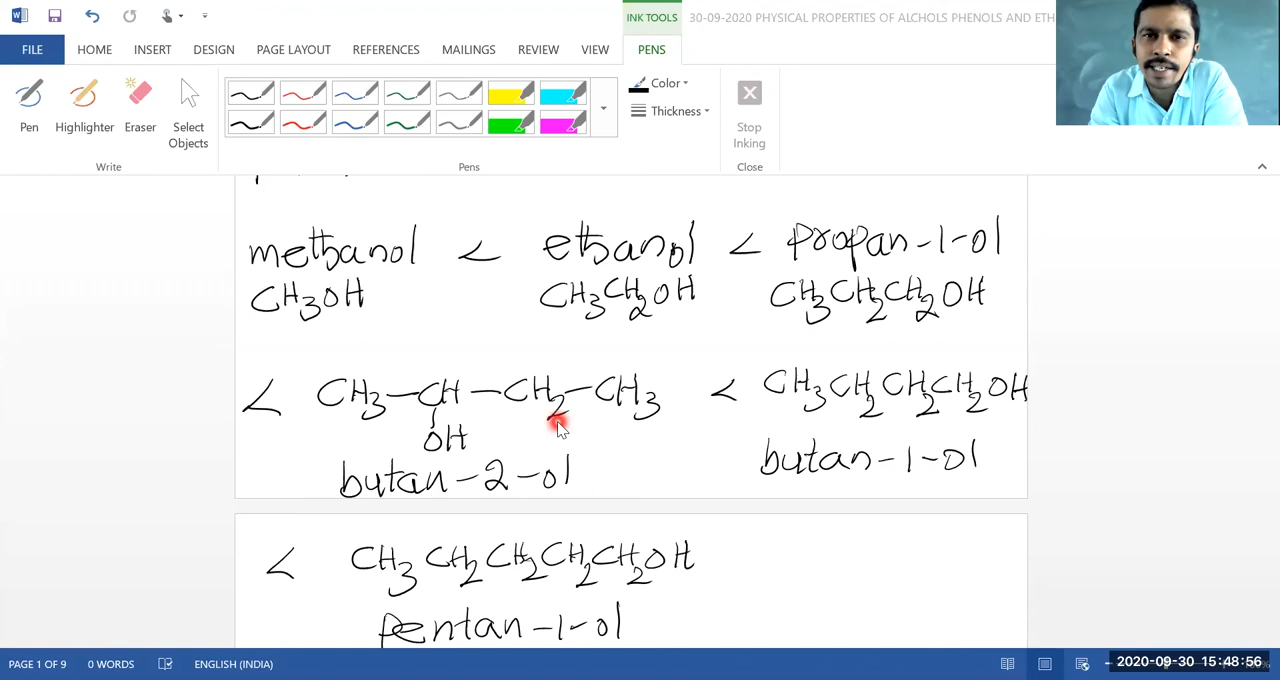 30-09-2020 PHYSICAL PROPERTIES OF ALCHOLS PHENOLS AND ETH
INK TOOLS
FILE HOME INSERT DESIGN PAGE LAYOUT REFERENCES MAILINGS REVIEW VIEW PENS
Pen Highlighter Eraser Select Objects
Color
Thickness
Stop Inking
Write Pens Close
methanol < ethanol < propan-1-ol
CH3OH CH3CH2OH CH3CH2CH2OH
< CH3-CH-CH2-CH3 < CH3CH2CH2CH2OH
OH
butan-2-ol butan-1-ol
< CH3CH2CH2CH2CH2OH
pentan-1-ol
PAGE 1 OF 9 0 WORDS ENGLISH (INDIA) 2020-09-30 15:48:56